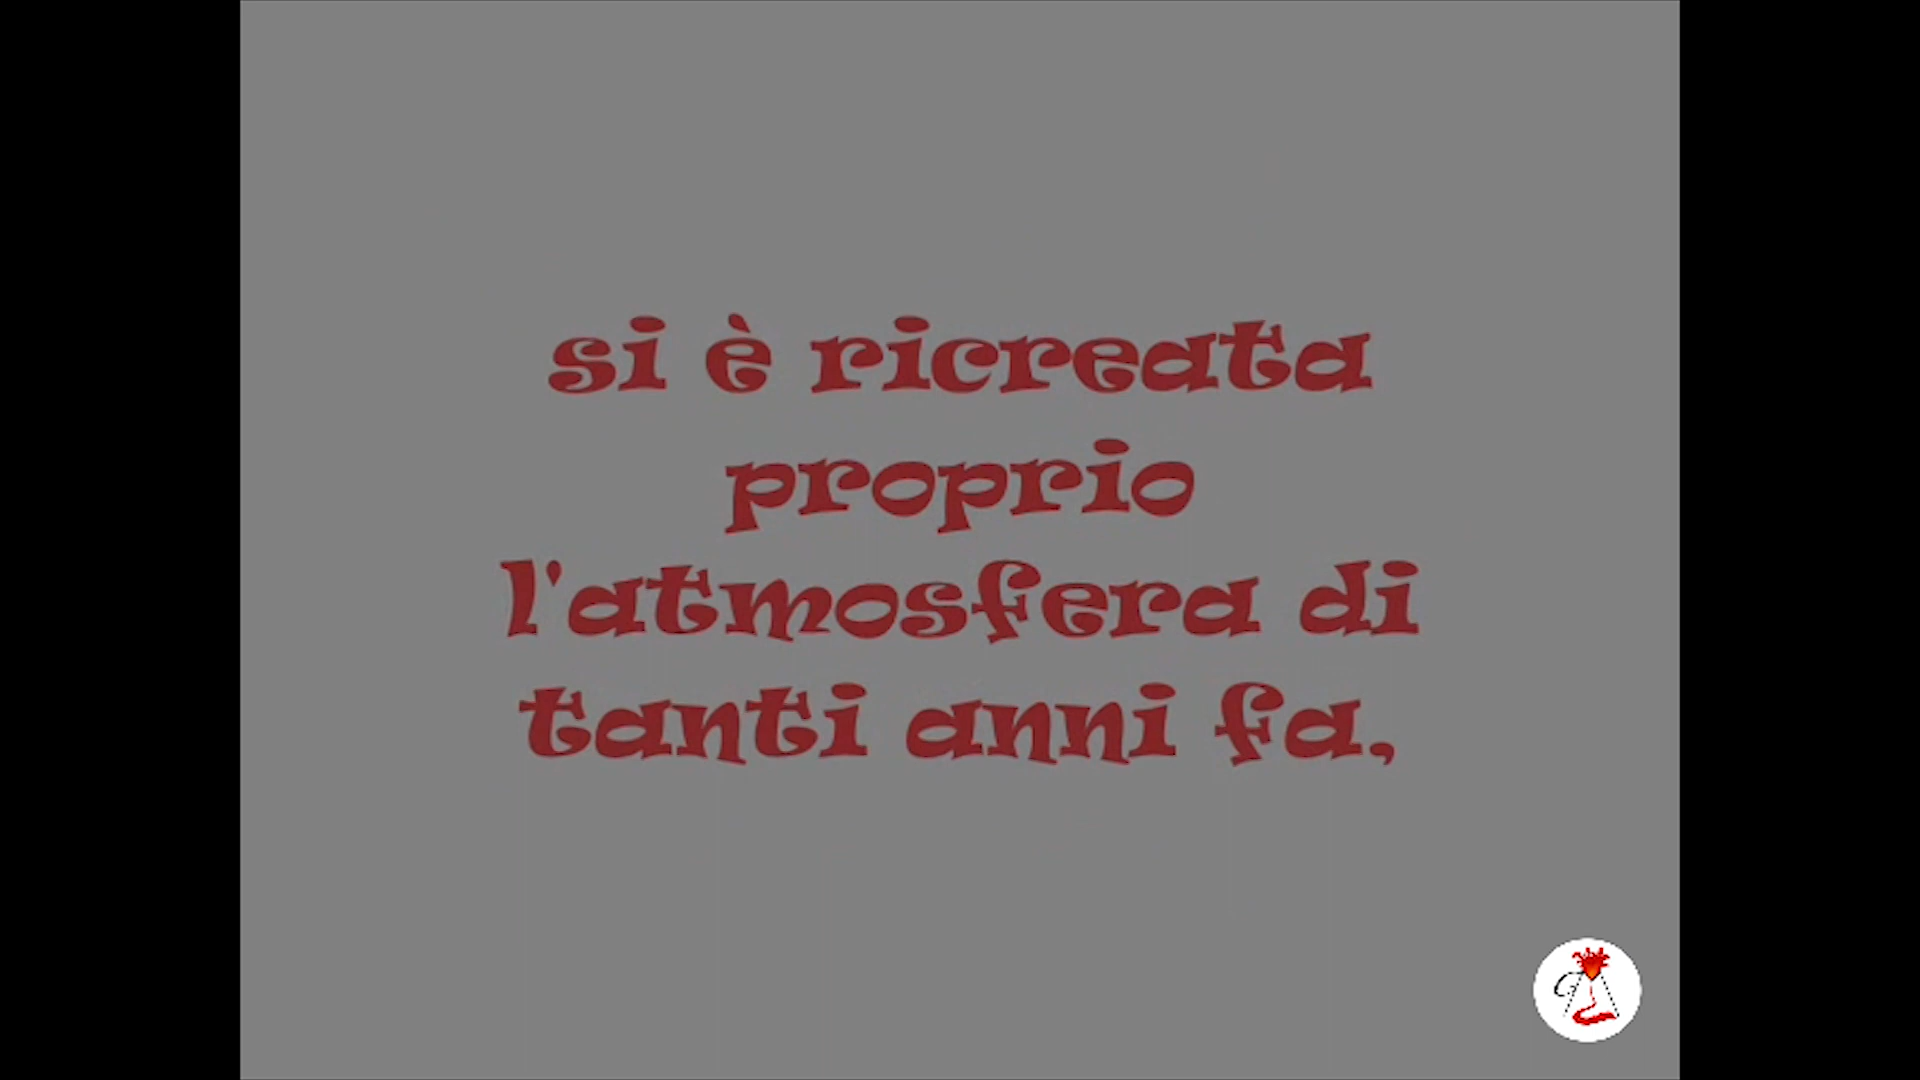 si è ricreata
proprio
l'atmosfera di
tanti anni fa,